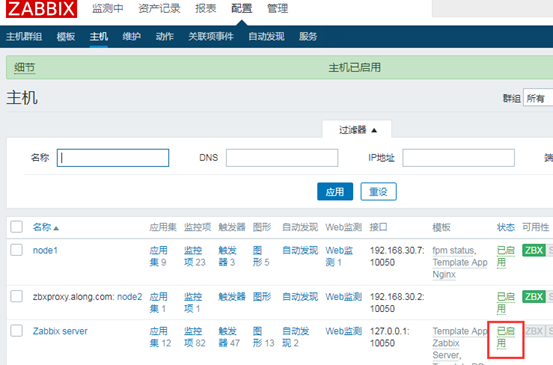 ZABBIX 监测中 资产记录 报表 配置 管理
主机群组 模板 主机 维护 动作 关联项事件 自动发现 服务
细节 主机已启用
主机 群组 所有
过滤器
名称 DNS IP地址 端
应用 重设
名称 应用集 监控项 触发器 图形 自动发现 Web监测 接口 模板 状态 可用性
node1 应用集 9 监控项 23 触发器 3 图形 5 自动发现 Web监测 1 192.168.30.7: 10050 fpm status, Template App Nginx 已启用 ZBX
zbxproxy.along.com: node2 应用集 1 监控项 1 触发器 图形 自动发现 Web监测 192.168.30.2: 10050 已启用 ZBX
Zabbix server 应用集 12 监控项 82 触发器 47 图形 13 自动发现 2 Web监测 127.0.0.1: 10050 Template App Zabbix Server, 已启用 ZBX